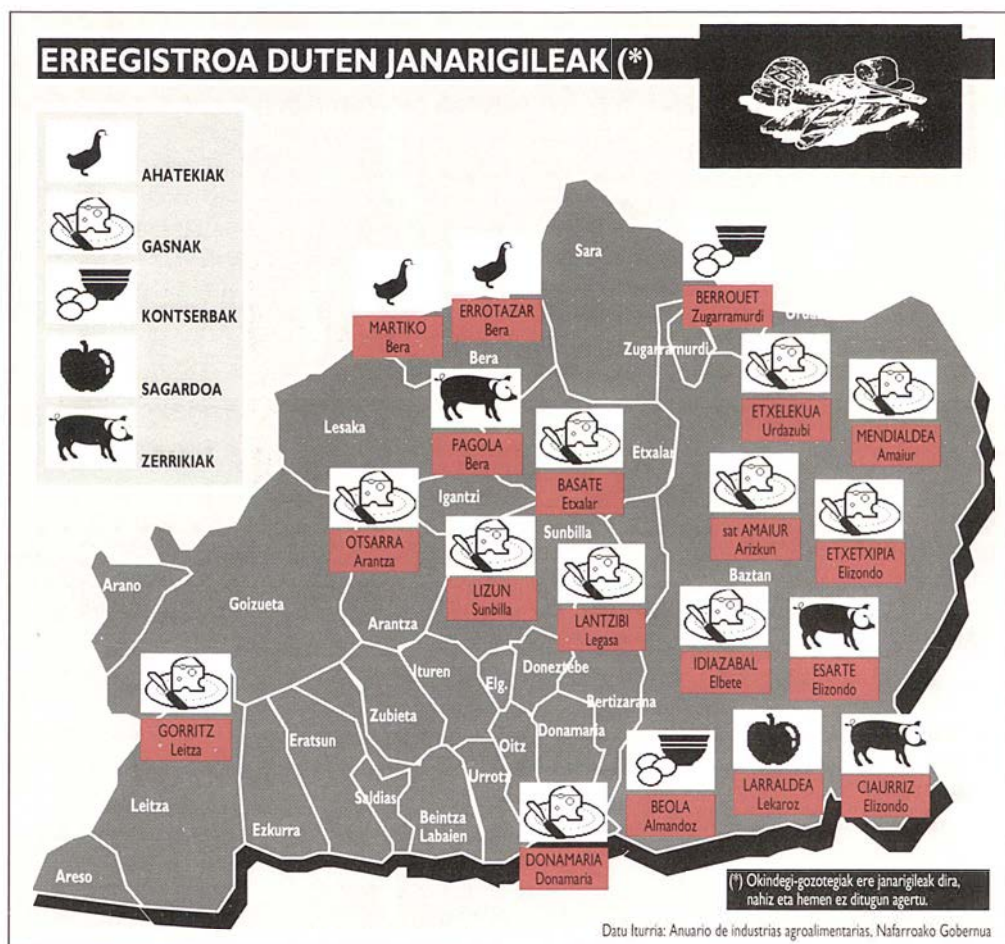 ERREGISTROA DUTEN JANARIGILEAK (*)
AHATEKIAK
GASNAK
KONTSERBAK
SAGARDOA
ZERRIKIAK
Sara
MARTIKO
Bera
ERROTAZAR
Bera
BERROUET
Zugarramurdi
Bera
Zugarramurdi
Lesaka
PAGOLA
Bera
ETXELEKUA
Urdazubi
MENDIALDEA
Amaiur
Etxalar
BASATE
Etxalar
Igantzi
OTSARRA
Arantza
Sunbilla
sat AMAIUR
Arizkun
ETXETXIPIA
Elizondo
LIZUN
Sunbilla
Baztan
Arano
Goizueta
LANTZIBI
Legasa
Arantza
IDIAZABAL
Elbete
ESARTE
Elizondo
Ituren
Elg.
Doneztebe
Bertizarana
GORRITZ
Leitza
Zubieta
Eratsun
Oitz
Donamaria
Leitza
Ezkurra
Saldias
Beintza
Labaien
Urrotz
BEOLA
Almandoz
LARRALDEA
Lekaroz
CIAURRIZ
Elizondo
DONAMARIA
Donamaria
Areso
(*) Okindegi-gozotegiak ere janarigileak dira,
nahiz eta hemen ez ditugun agertu.
Datu Iturria: Anuario de industrias agroalimentarias, Nafarroako Gobernua